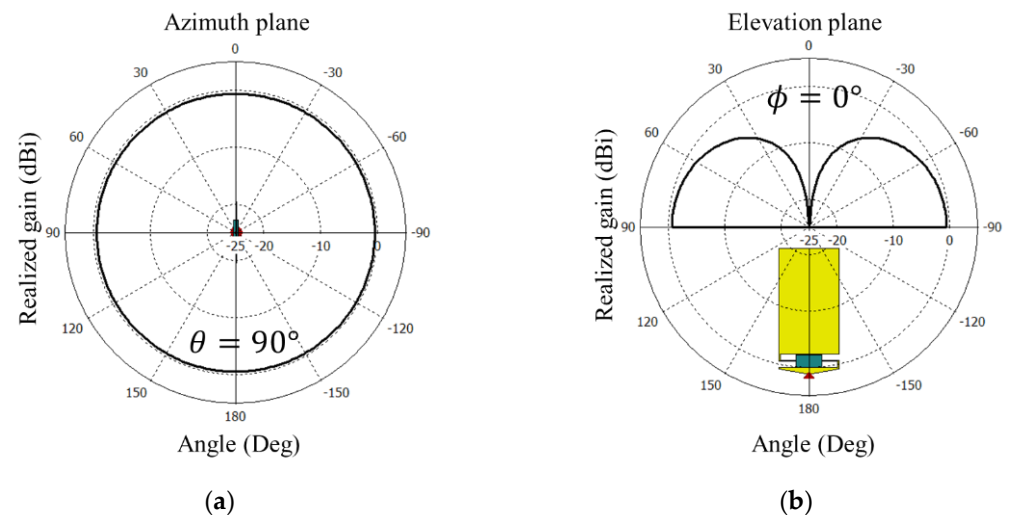 Azimuth plane
0
30 -30
60 -60
90 -25 -20 -10 0 -90
120 -120
θ = 90°
150 -150
180
Realized gain (dBi)
Angle (Deg)
(a)
Elevation plane
0
30 -30
ϕ = 0°
60 -60
90 -25 -20 -10 0 -90
120 -120
150 -150
180
Realized gain (dBi)
Angle (Deg)
(b)